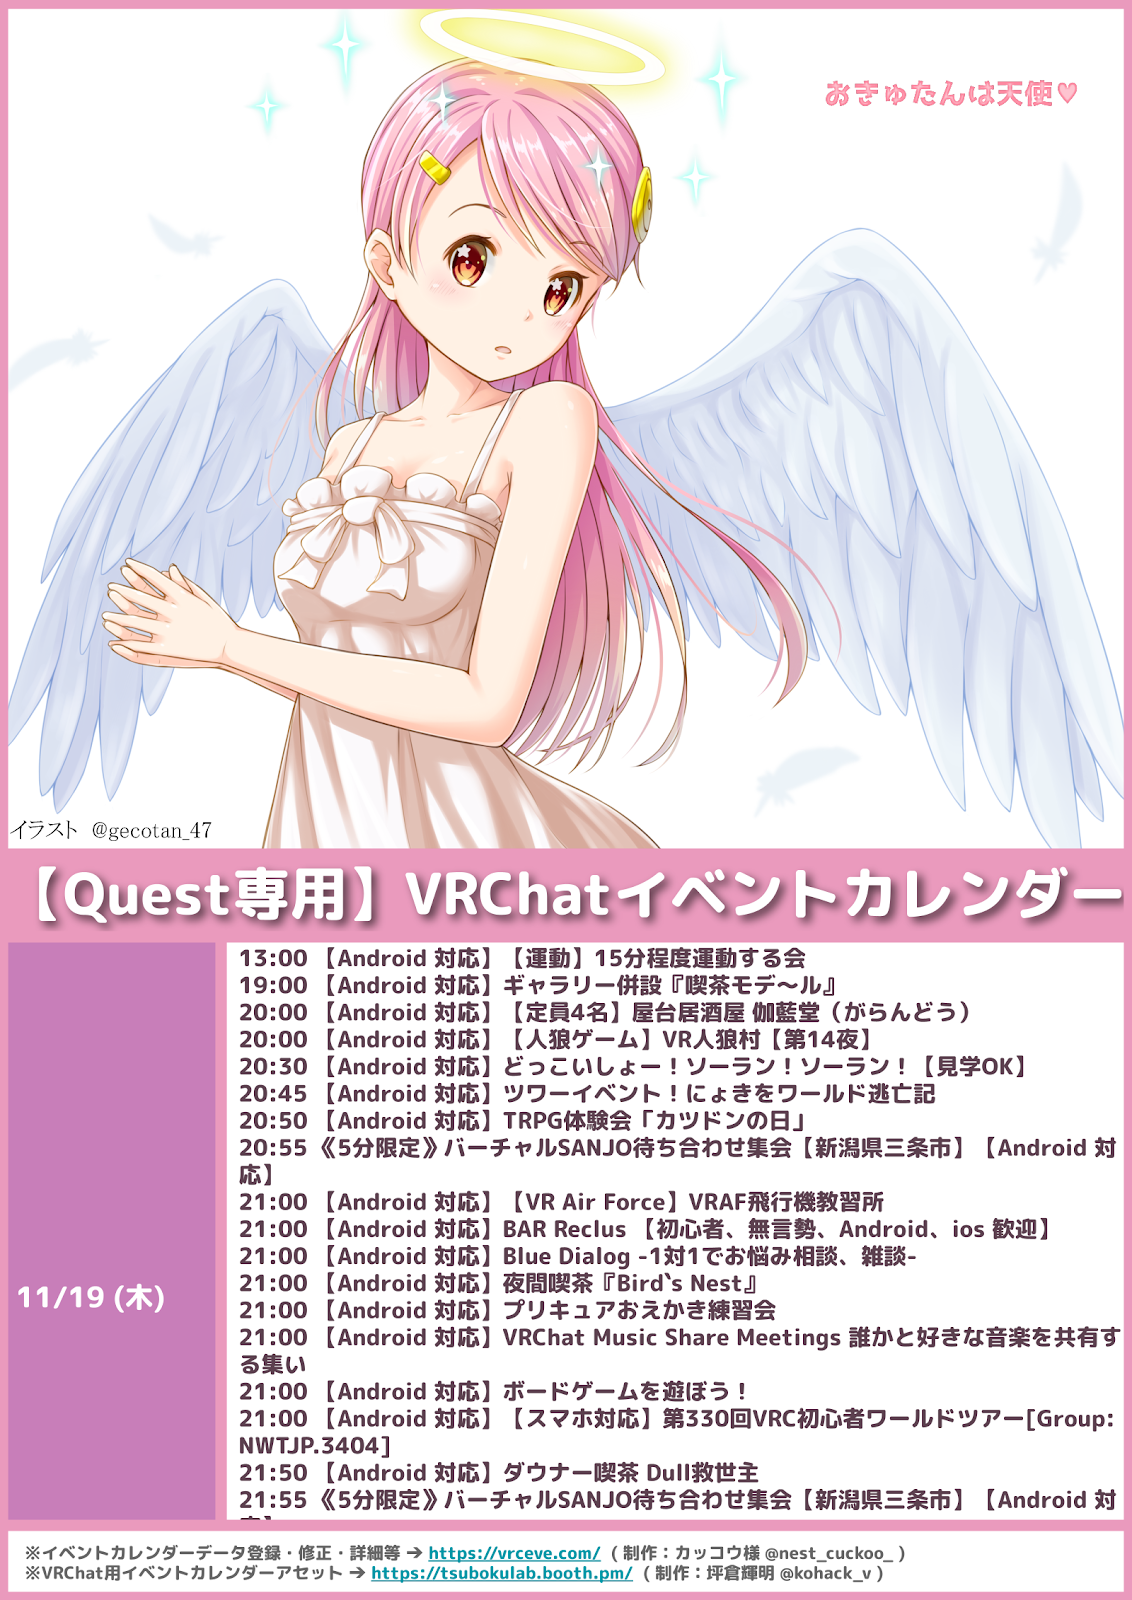 おきゅたんは天使♥
イラスト @gecotan_47
【Quest専用】VRChatイベントカレンダー
11/19 (木)
13:00 【Android 対応】【運動】15分程度運動する会
19:00 【Android 対応】ギャラリー併設『喫茶モデ～ル』
20:00 【Android 対応】【定員4名】屋台居酒屋 伽藍堂（がらんどう）
20:00 【Android 対応】【人狼ゲーム】VR人狼村【第14夜】
20:30 【Android 対応】どっこいしょー！ソーラン！ソーラン！【見学OK】
20:45 【Android 対応】ツワーイベント！にょきをワールド逃亡記
20:50 【Android 対応】TRPG体験会「カツドンの日」
20:55 《5分限定》バーチャルSANJO待ち合わせ集会【新潟県三条市】【Android 対
応】
21:00 【Android 対応】【VR Air Force】VRAF飛行機教習所
21:00 【Android 対応】BAR Reclus 【初心者、無言勢、Android、ios 歓迎】
21:00 【Android 対応】Blue Dialog -1対1でお悩み相談、雑談-
21:00 【Android 対応】夜間喫茶『Bird`s Nest』
21:00 【Android 対応】プリキュアおえかき練習会
21:00 【Android 対応】VRChat Music Share Meetings 誰かと好きな音楽を共有す
る集い
21:00 【Android 対応】ボードゲームを遊ぼう！
21:00 【Android 対応】【スマホ対応】第330回VRC初心者ワールドツアー[Group:
NWTJP.3404]
21:50 【Android 対応】ダウナー喫茶 Dull救世主
21:55 《5分限定》バーチャルSANJO待ち合わせ集会【新潟県三条市】【Android 対
※イベントカレンダーデータ登録・修正・詳細等 ➔ https://vrceve.com/ ( 制作：カッコウ様 @nest_cuckoo_ )
※VRChat用イベントカレンダーアセット ➔ https://tsubokulab.booth.pm/ ( 制作：坪倉輝明 @kohack_v )